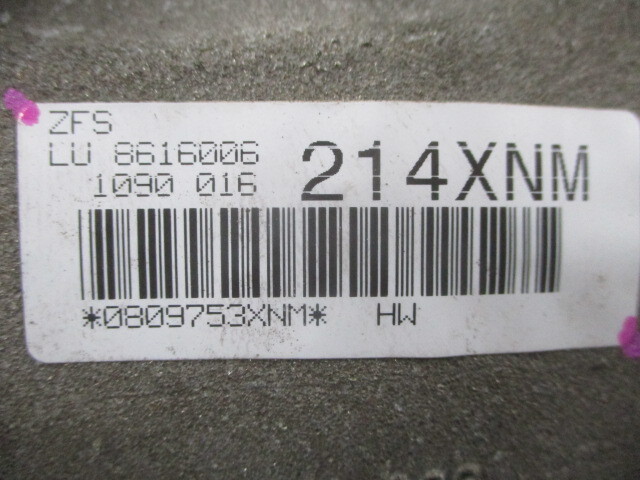 ZFS
LU 8616006
1090 016
214XNM
*0809753XNM* HW